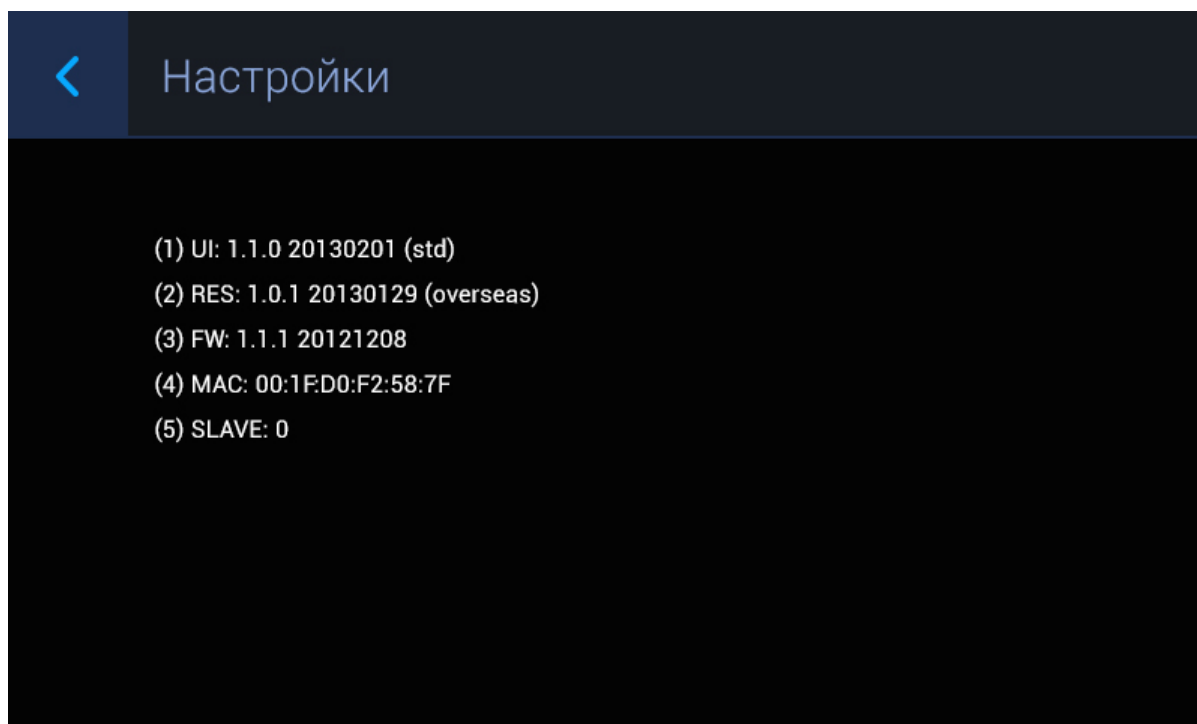 Настройки
(1) UI: 1.1.0 20130201 (std)
(2) RES: 1.0.1 20130129 (overseas)
(3) FW: 1.1.1 20121208
(4) MAC: 00:1F:D0:F2:58:7F
(5) SLAVE: 0